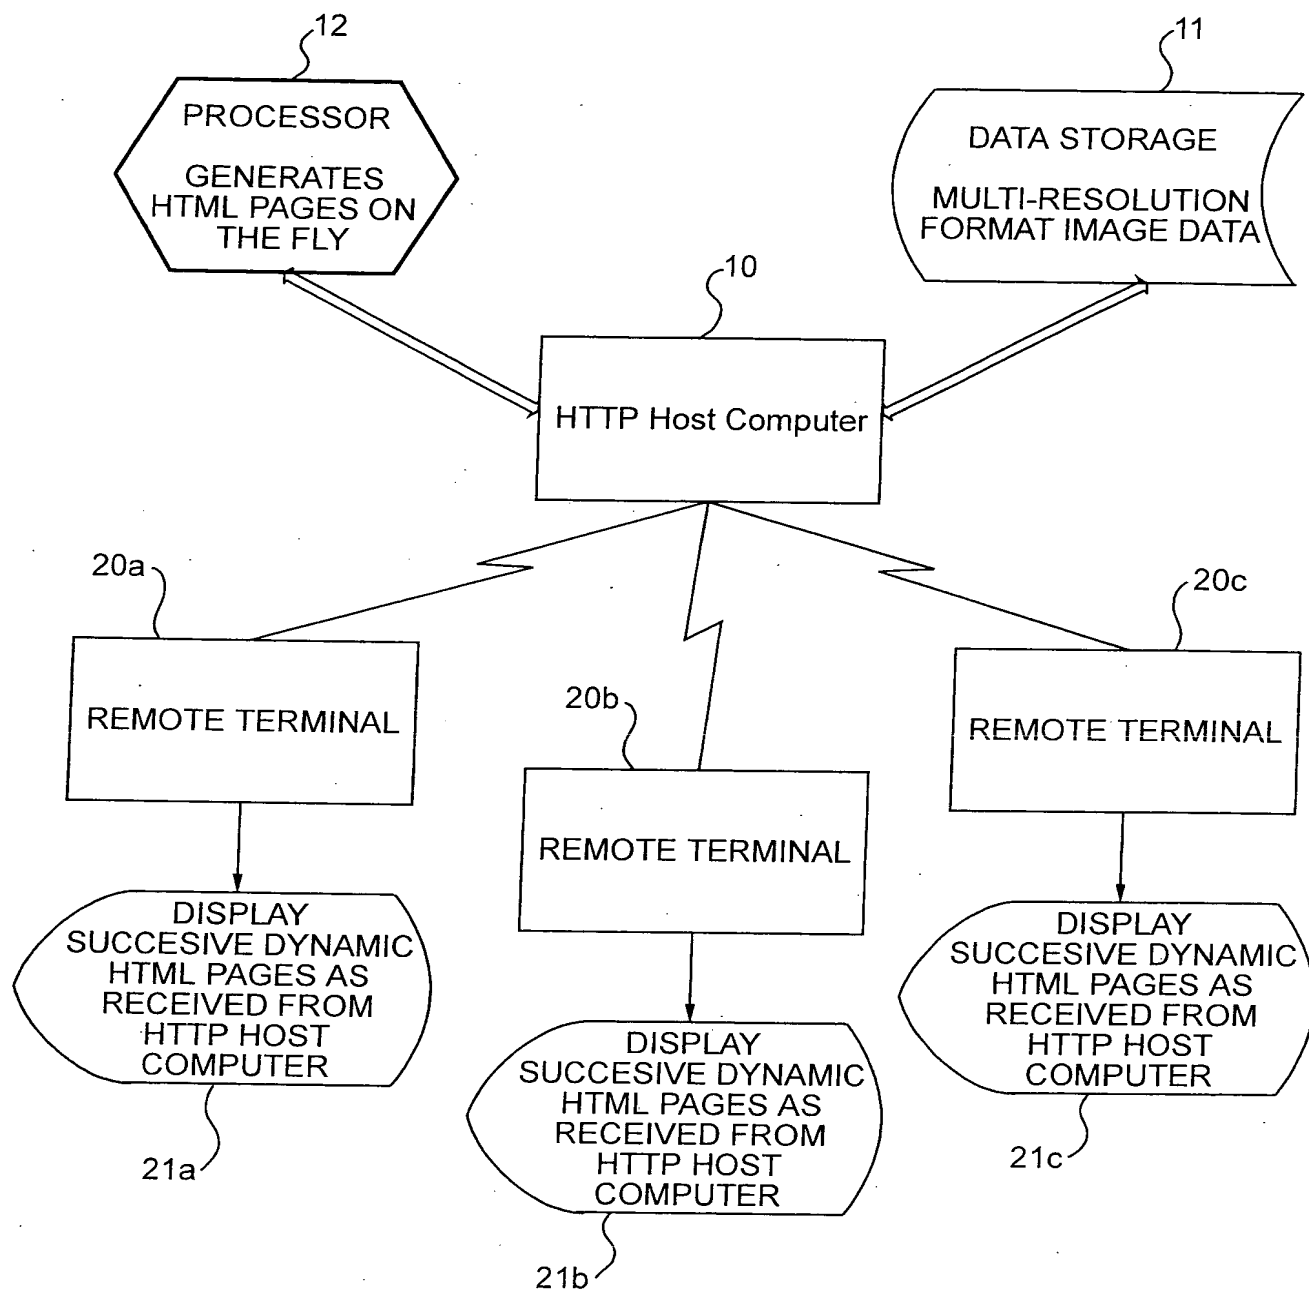 12
11
PROCESSOR
GENERATES
HTML PAGES ON
THE FLY
DATA STORAGE
MULTI-RESOLUTION
FORMAT IMAGE DATA
10
HTTP Host Computer
20a
20c
REMOTE TERMINAL
20b
REMOTE TERMINAL
REMOTE TERMINAL
DISPLAY
SUCCESIVE DYNAMIC
HTML PAGES AS
RECEIVED FROM
HTTP HOST
COMPUTER
21a
DISPLAY
SUCCESIVE DYNAMIC
HTML PAGES AS
RECEIVED FROM
HTTP HOST
COMPUTER
21b
DISPLAY
SUCCESIVE DYNAMIC
HTML PAGES AS
RECEIVED FROM
HTTP HOST
COMPUTER
21c